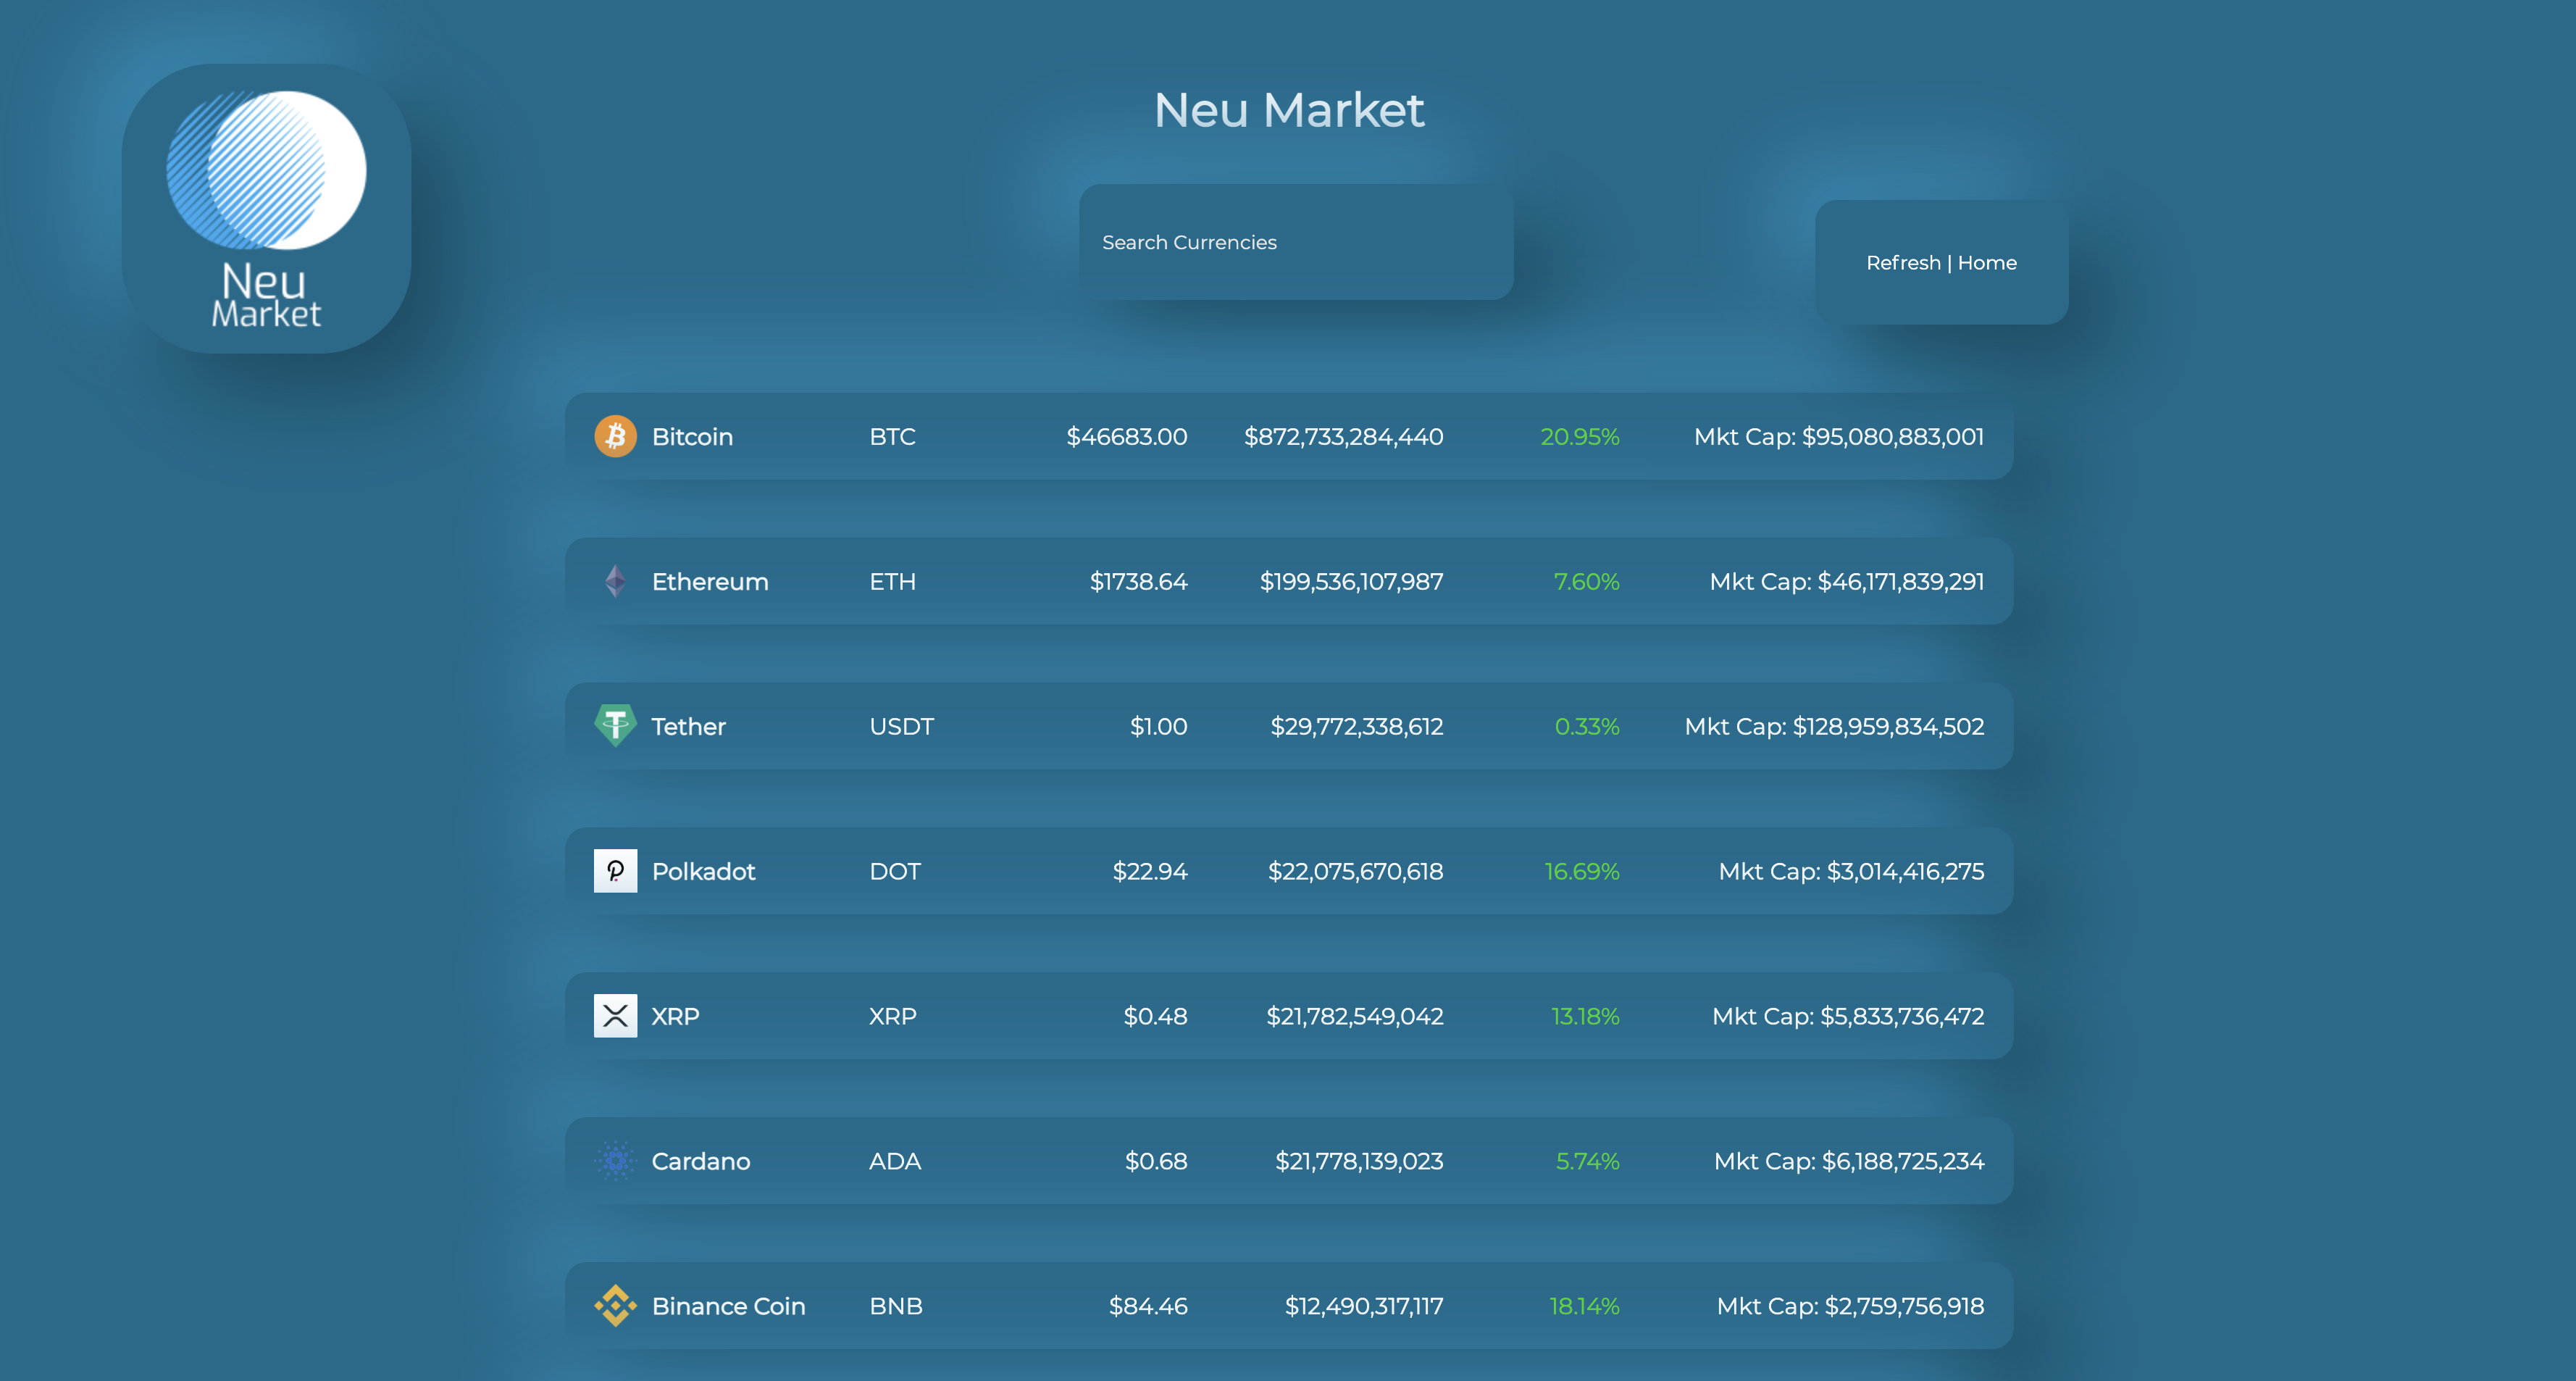 Neu
Market
Neu Market
Search Currencies
Refresh | Home
Bitcoin BTC $46683.00 $872,733,284,440 20.95% Mkt Cap: $95,080,883,001
Ethereum ETH $1738.64 $199,536,107,987 7.60% Mkt Cap: $46,171,839,291
Tether USDT $1.00 $29,772,338,612 0.33% Mkt Cap: $128,959,834,502
Polkadot DOT $22.94 $22,075,670,618 16.69% Mkt Cap: $3,014,416,275
XRP XRP $0.48 $21,782,549,042 13.18% Mkt Cap: $5,833,736,472
Cardano ADA $0.68 $21,778,139,023 5.74% Mkt Cap: $6,188,725,234
Binance Coin BNB $84.46 $12,490,317,117 18.14% Mkt Cap: $2,759,756,918